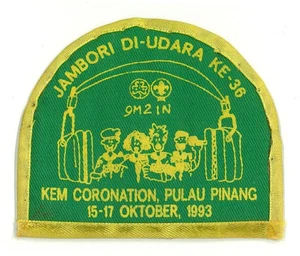 JAMBORI DI-UDARA KE-36
9M2IN
KEM CORONATION, PULAU PINANG
15-17 OKTOBER, 1993